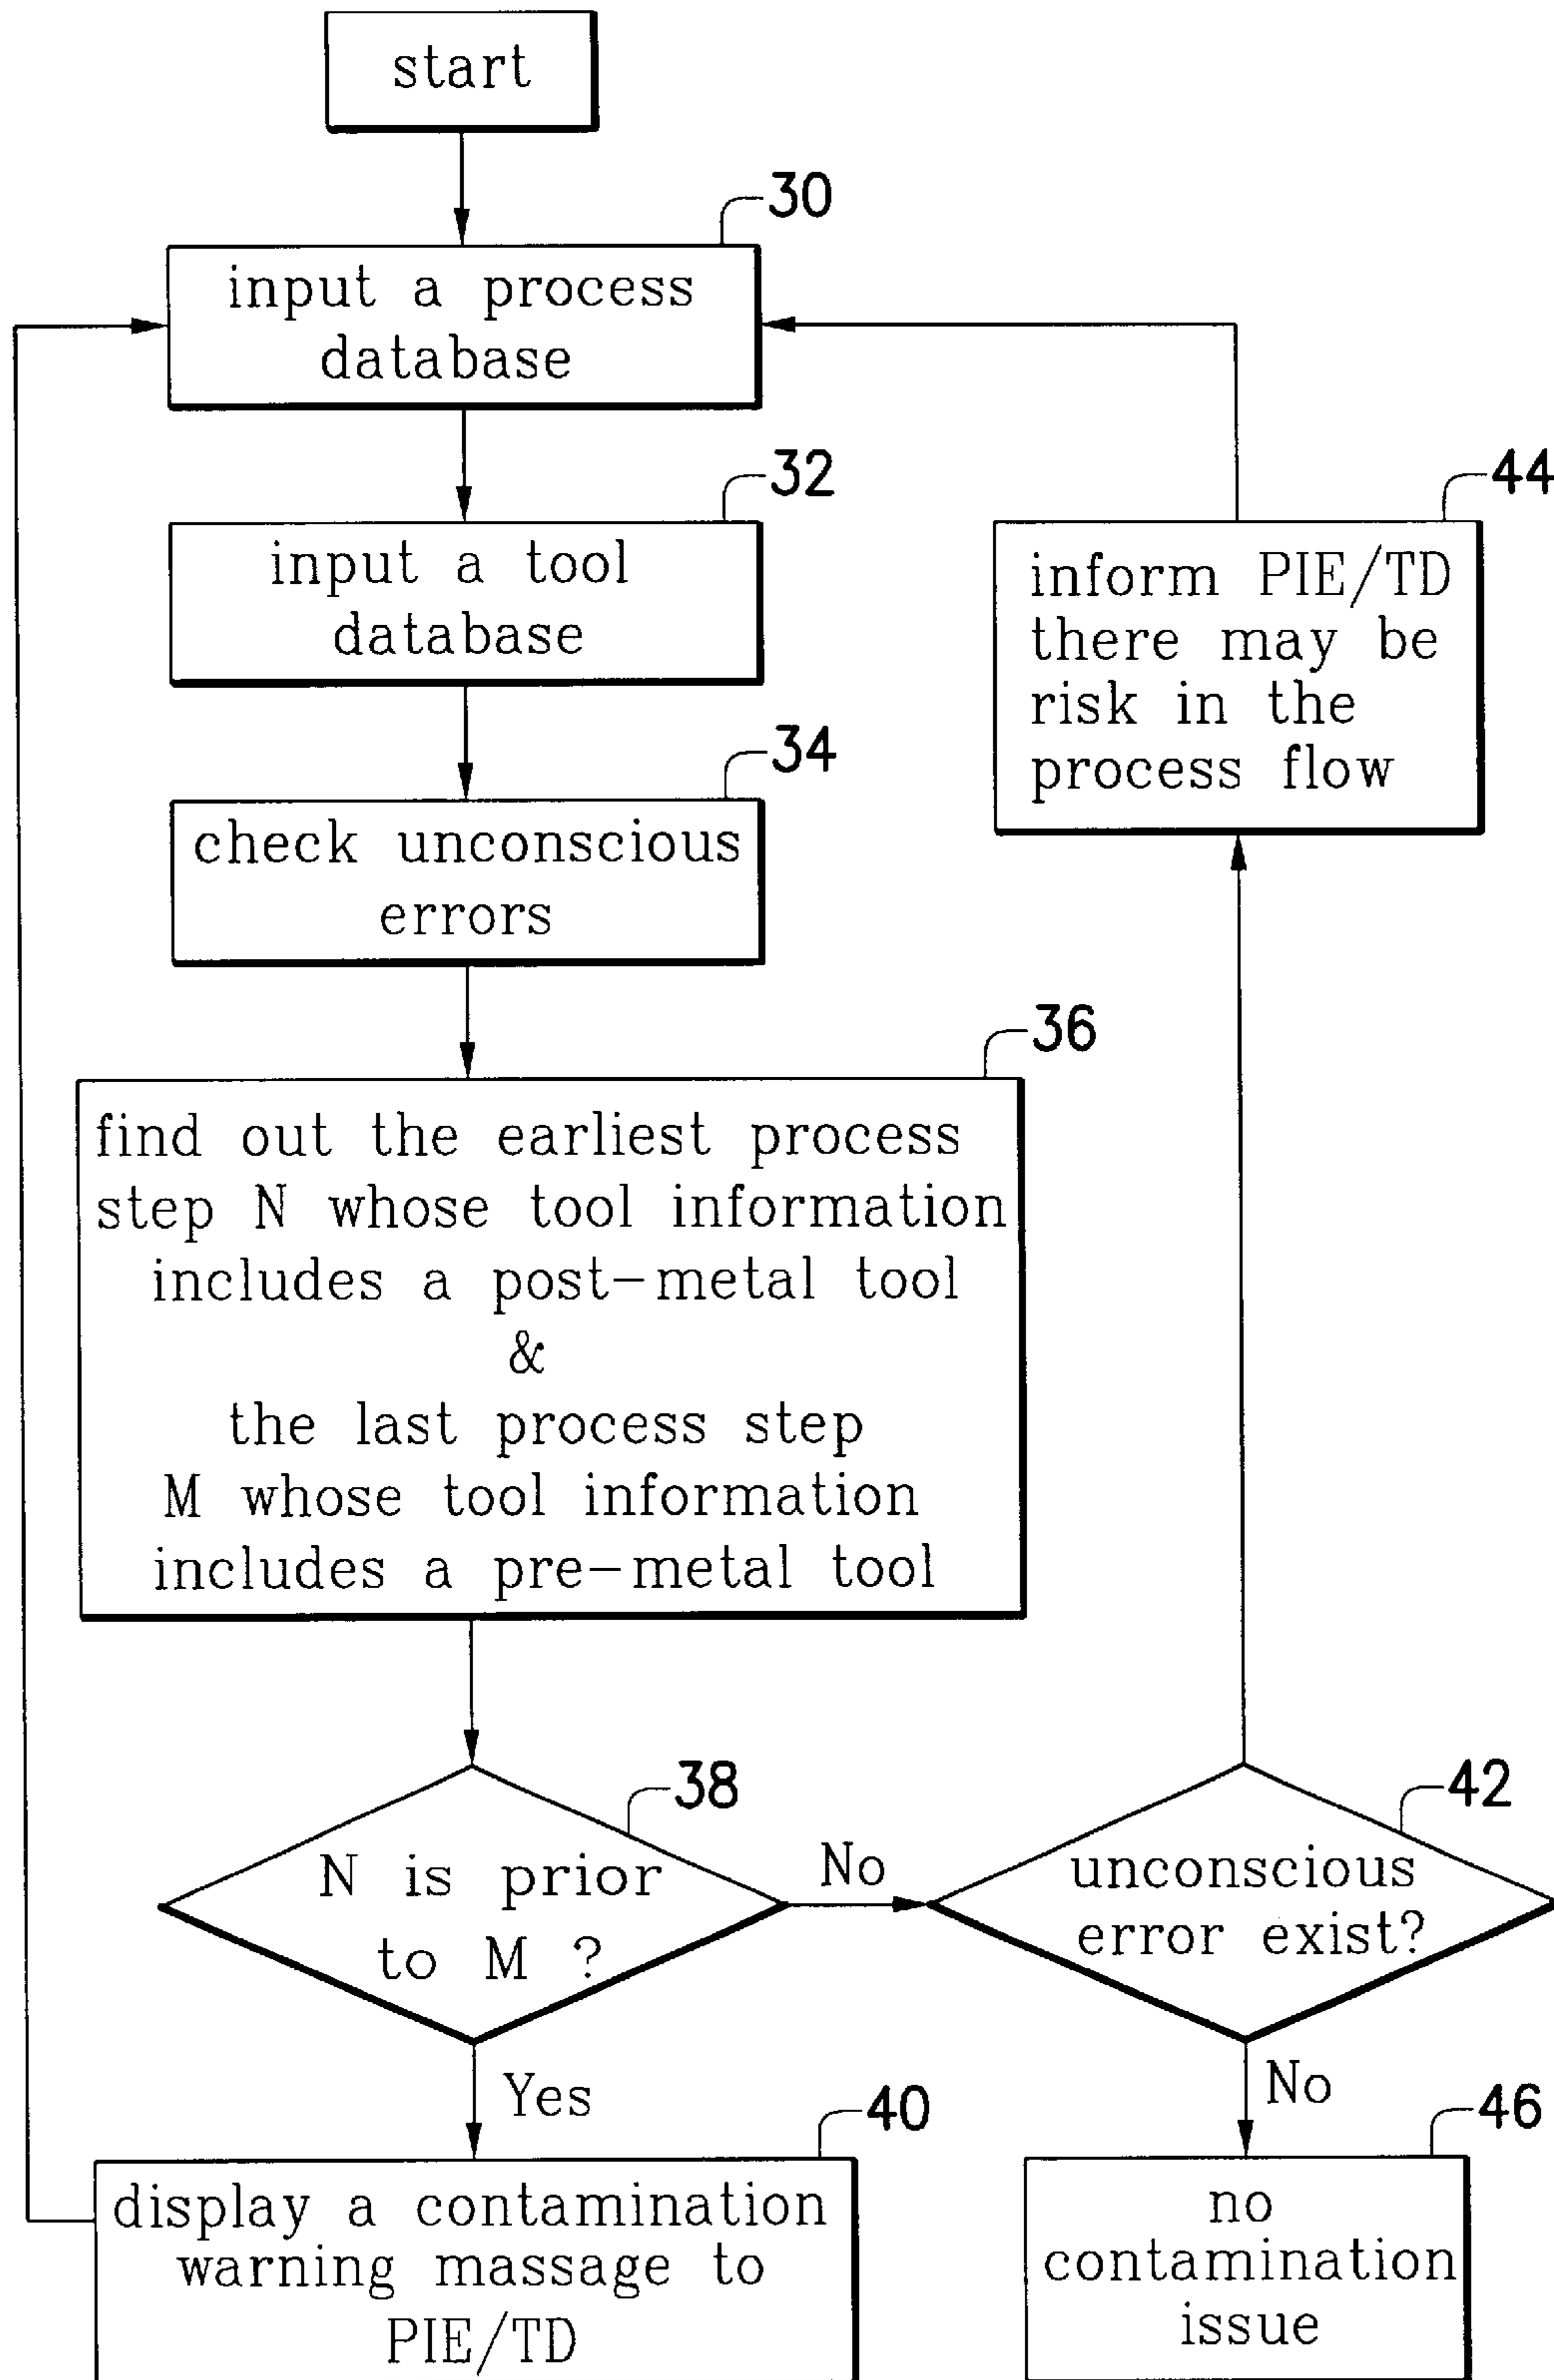 start
30
input a process
database
32
input a tool
database
44
inform PIE/TD
there may be
risk in the
process flow
34
check unconscious
errors
36
find out the earliest process
step N whose tool information
includes a post-metal tool
&
the last process step
M whose tool information
includes a pre-metal tool
38
N is prior
to M ?
No
42
unconscious
error exist?
Yes
No
40
display a contamination
warning massage to
PIE/TD
46
no
contamination
issue